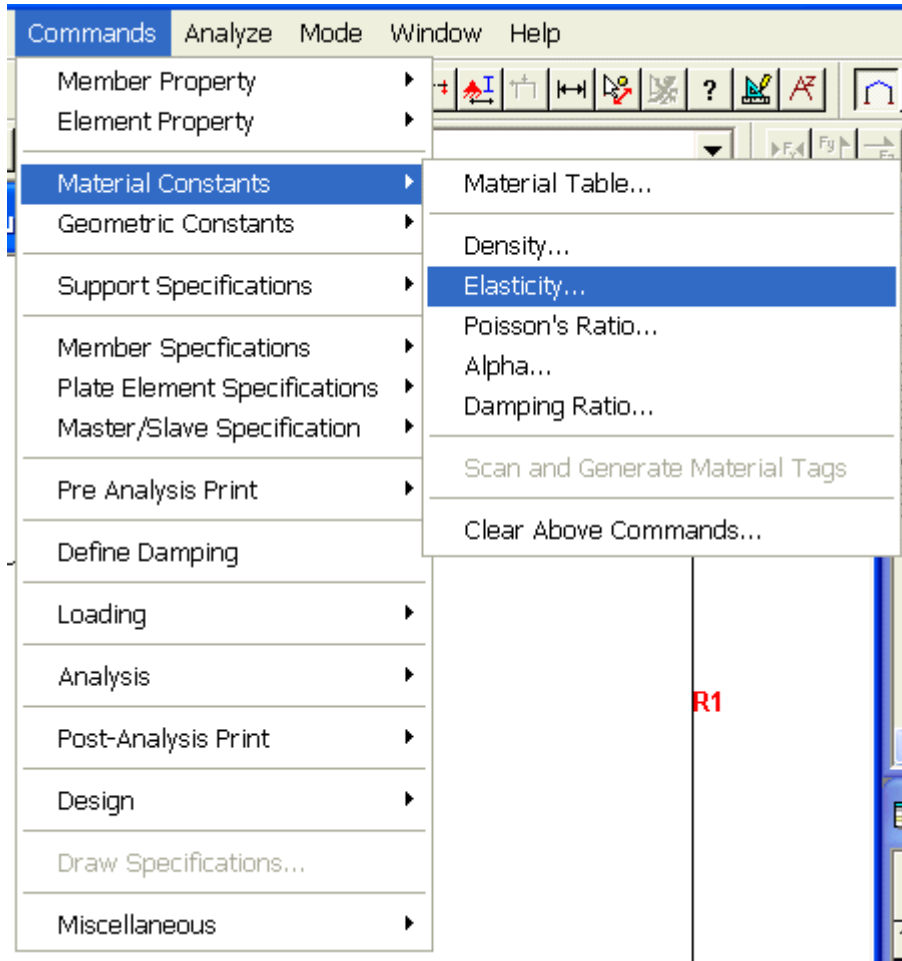 Commands Analyze Mode Window Help
Member Property
Element Property
Material Constants
Geometric Constants
Support Specifications
Member Specfications
Plate Element Specifications
Master/Slave Specification
Pre Analysis Print
Define Damping
Loading
Analysis
Post-Analysis Print
Design
Draw Specifications...
Miscellaneous
?
Fy
Material Table...
Density...
Elasticity...
Poisson's Ratio...
Alpha...
Damping Ratio...
Scan and Generate Material Tags
Clear Above Commands...
R1